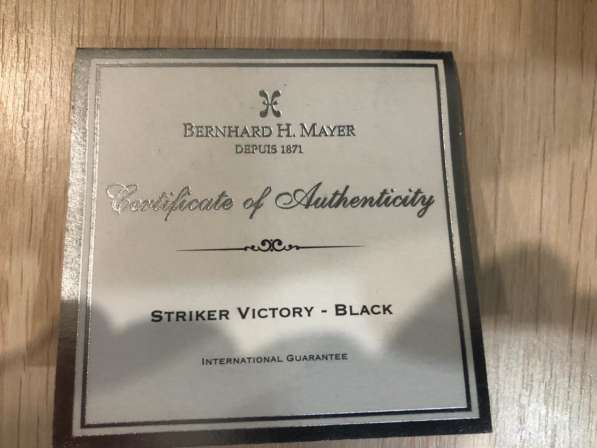 BERNHARD H. MAYER
DEPUIS 1871
Certificate of Authenticity
STRIKER VICTORY - BLACK
INTERNATIONAL GUARANTEE